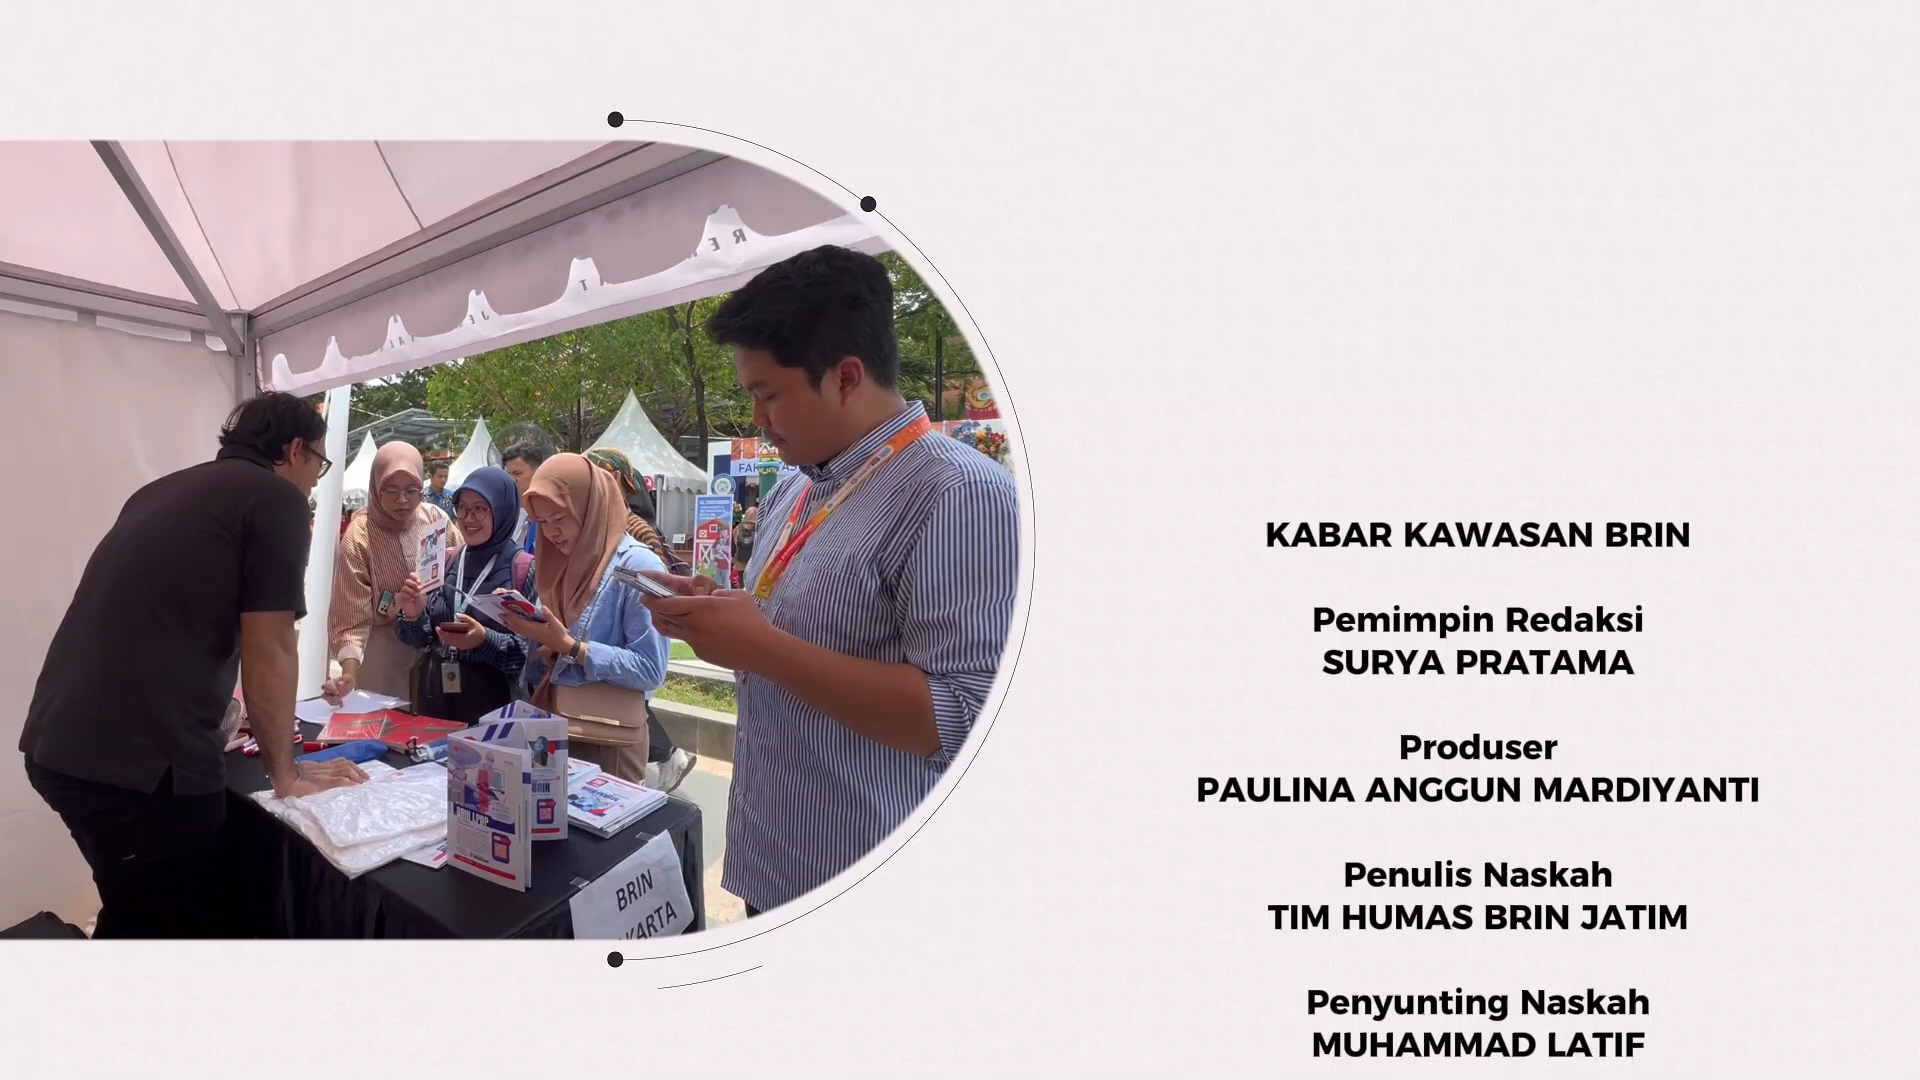 KABAR KAWASAN BRIN
Pemimpin Redaksi
SURYA PRATAMA
Produser
PAULINA ANGGUN MARDIYANTI
Penulis Naskah
TIM HUMAS BRIN JATIM
Penyunting Naskah
MUHAMMAD LATIF
BRIN